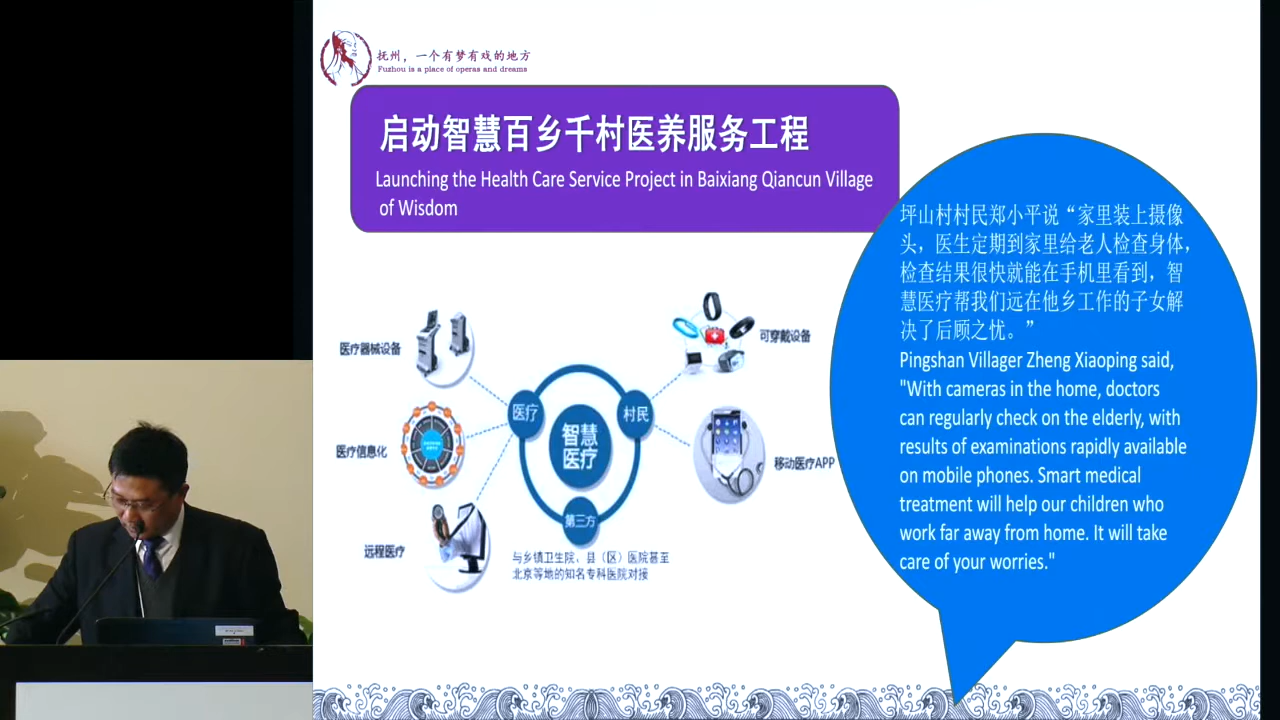 抚州，一个有梦有戏的地方
Fuzhou is a place of operas and dreams
启动智慧百乡千村医养服务工程
Launching the Health Care Service Project in Baixiang Qiancun Village
of Wisdom
坪山村村民郑小平说“家里装上摄像
头，医生定期到家里给老人检查身体，
检查结果很快就能在手机里看到，智
慧医疗帮我们远在他乡工作的子女解
决了后顾之忧。”
Pingshan Villager Zheng Xiaoping said,
"With cameras in the home, doctors
can regularly check on the elderly, with
results of examinations rapidly available
on mobile phones. Smart medical
treatment will help our children who
work far away from home. It will take
care of your worries."
医疗器械设备
可穿戴设备
医疗
村民
智慧
医疗
医疗信息化
移动医疗APP
第三方
远程医疗
与乡镇卫生院、县（区）医院甚至
北京等地的知名专科医院对接